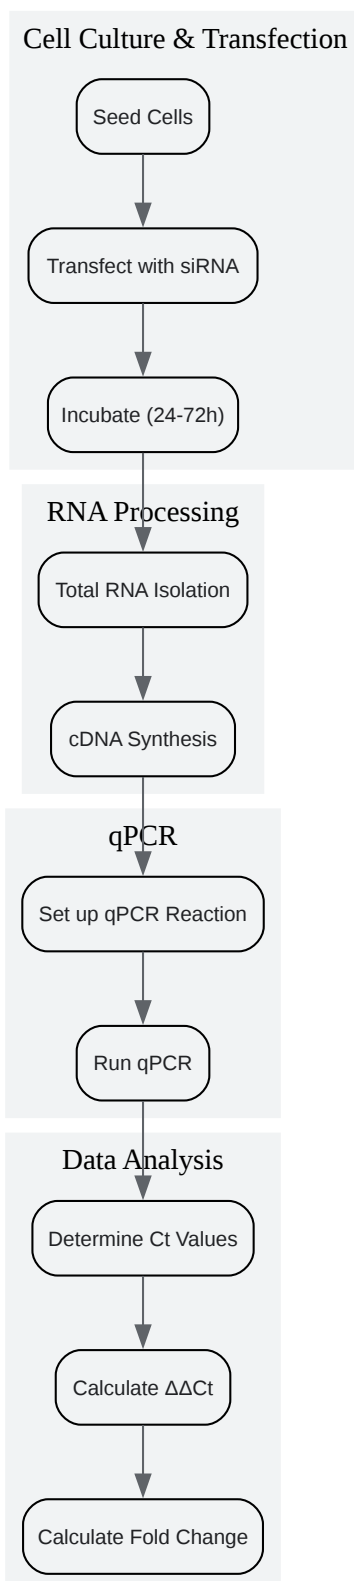 Cell Culture & Transfection
Seed Cells
Transfect with siRNA
Incubate (24-72h)
RNA Processing
Total RNA Isolation
cDNA Synthesis
qPCR
Set up qPCR Reaction
Run qPCR
Data Analysis
Determine Ct Values
Calculate ΔΔCt
Calculate Fold Change